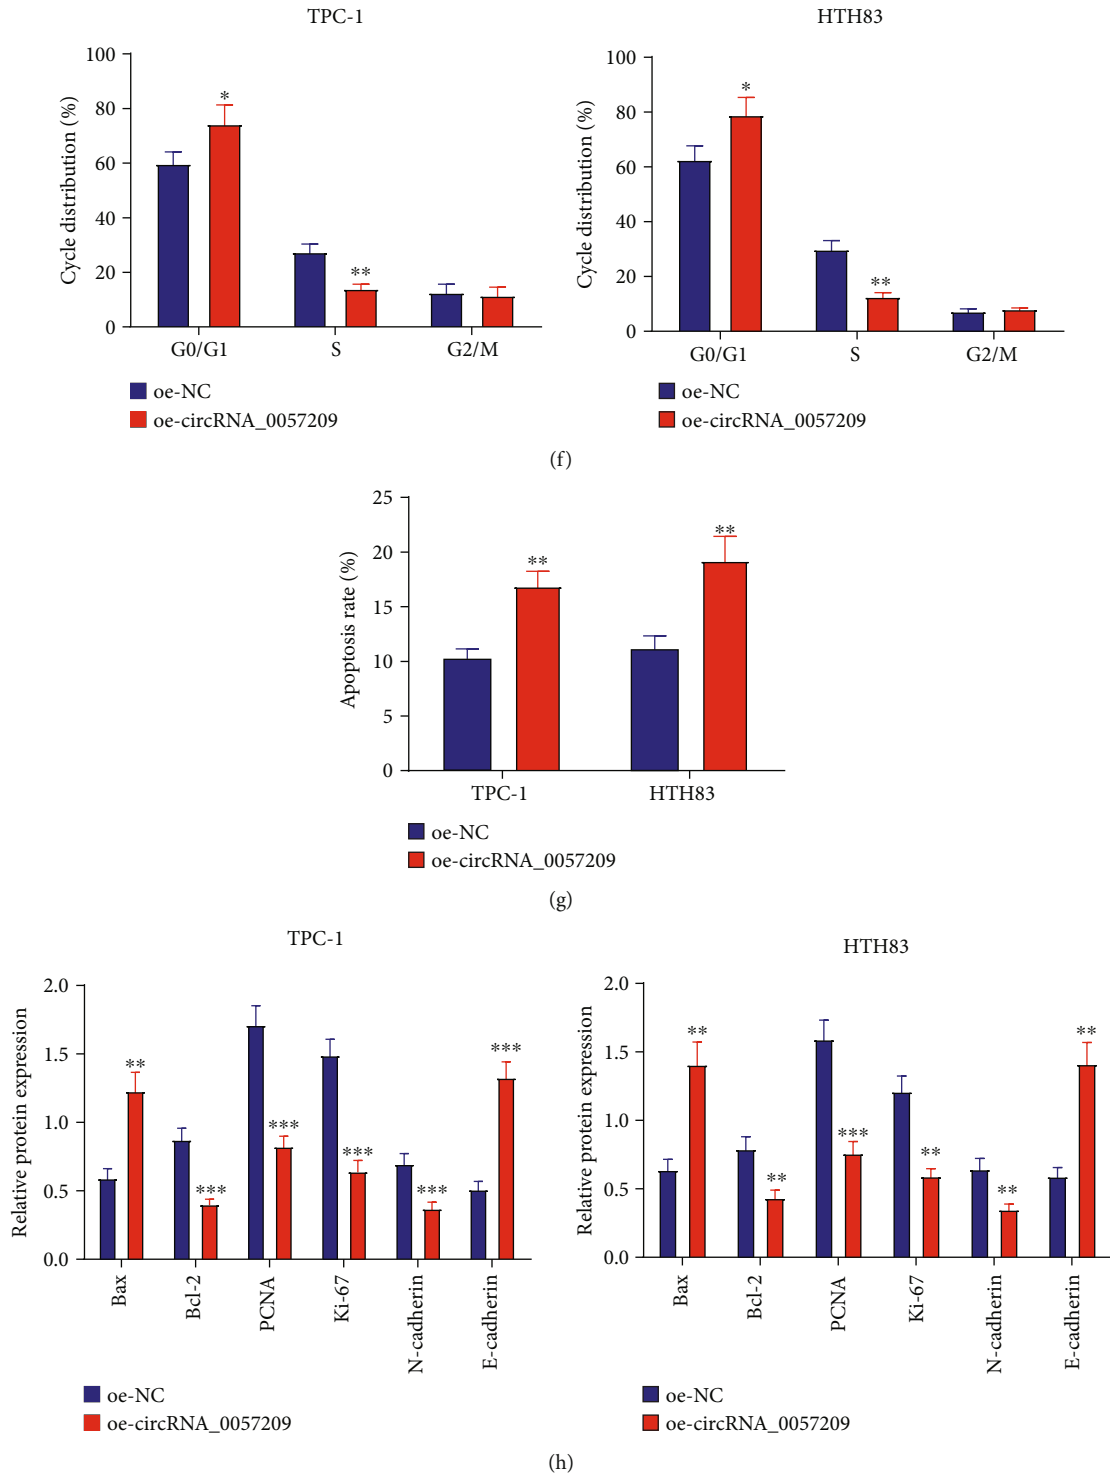 TPC-1
100
80
60
40
20
0
Cycle distribution (%)
*
**
G0/G1 S G2/M
oe-NC
oe-circRNA_0057209
HTH83
100
80
60
40
20
0
Cycle distribution (%)
*
**
G0/G1 S G2/M
oe-NC
oe-circRNA_0057209
(f)
25
20
15
10
5
0
Apoptosis rate (%)
**
**
TPC-1 HTH83
oe-NC
oe-circRNA_0057209
(g)
TPC-1
2.0
1.5
1.0
0.5
0.0
Relative protein expression
**
***
***
***
***
***
Bax
Bcl-2
PCNA
Ki-67
N-cadherin
E-cadherin
oe-NC
oe-circRNA_0057209
HTH83
2.0
1.5
1.0
0.5
0.0
Relative protein expression
**
**
***
**
**
**
Bax
Bcl-2
PCNA
Ki-67
N-cadherin
E-cadherin
oe-NC
oe-circRNA_0057209
(h)